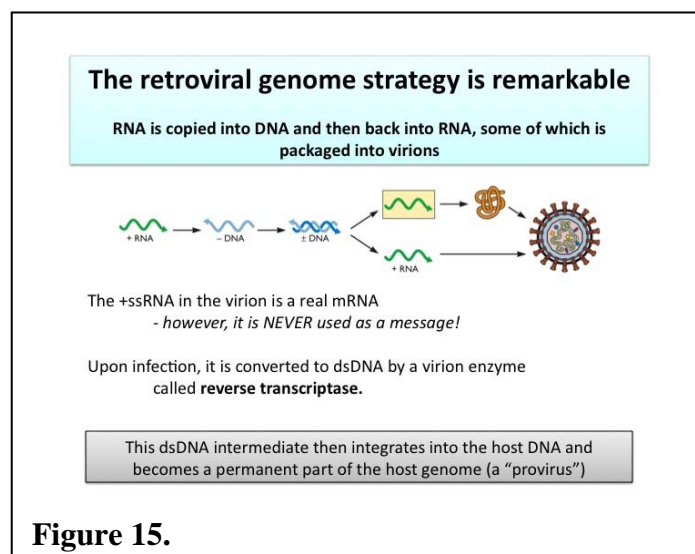 The retroviral genome strategy is remarkable
RNA is copied into DNA and then back into RNA, some of which is
packaged into virions
+ RNA
– DNA
± DNA
+ RNA
The +ssRNA in the virion is a real mRNA
- however, it is NEVER used as a message!
Upon infection, it is converted to dsDNA by a virion enzyme
called reverse transcriptase.
This dsDNA intermediate then integrates into the host DNA and
becomes a permanent part of the host genome (a “provirus”)
Figure 15.